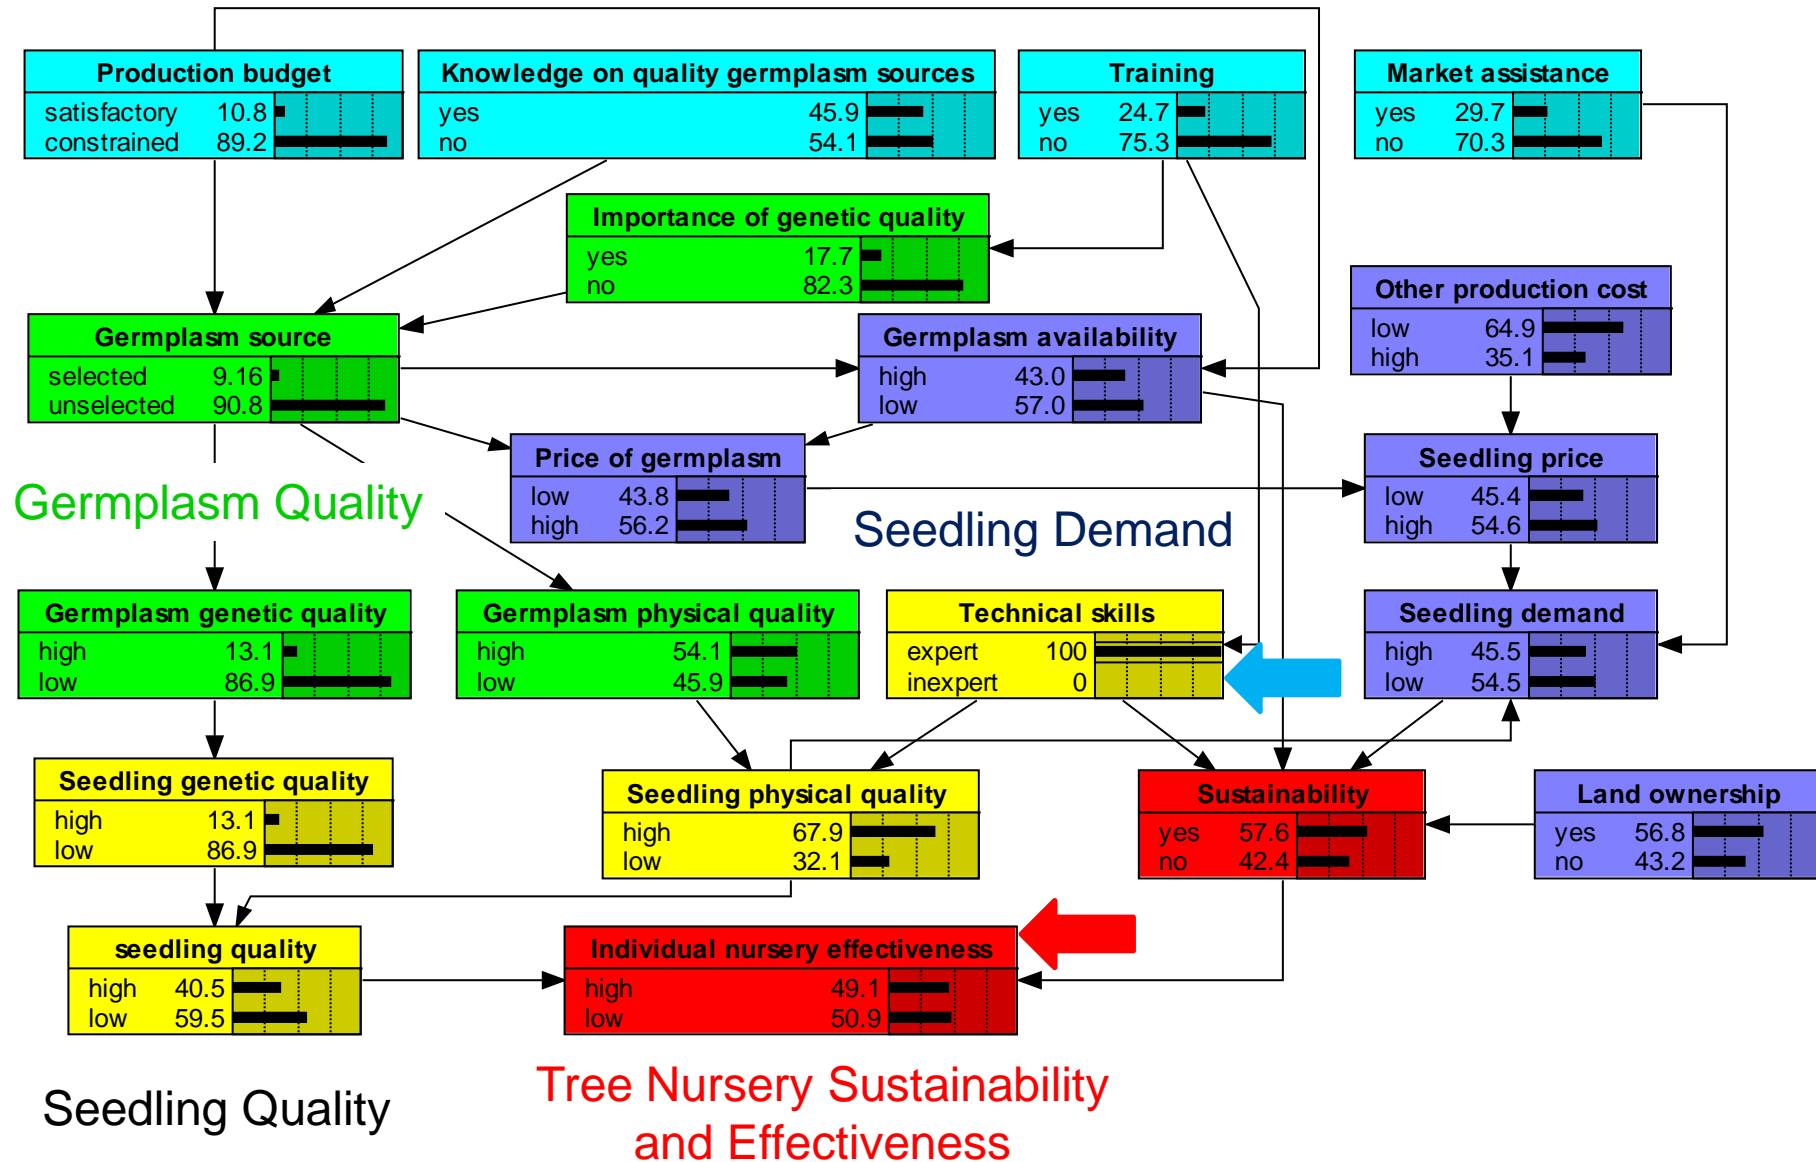 Production budget
satisfactory 10.8
constrained 89.2
Knowledge on quality germplasm sources
yes 45.9
no 54.1
Training
yes 24.7
no 75.3
Market assistance
yes 29.7
no 70.3
Importance of genetic quality
yes 17.7
no 82.3
Other production cost
low 64.9
high 35.1
Germplasm source
selected 9.16
unselected 90.8
Germplasm availability
high 43.0
low 57.0
Price of germplasm
low 43.8
high 56.2
Seedling price
low 45.4
high 54.6
Germplasm Quality
Seedling Demand
Germplasm genetic quality
high 13.1
low 86.9
Germplasm physical quality
high 54.1
low 45.9
Technical skills
expert 100
inexpert 0
Seedling demand
high 45.5
low 54.5
Seedling genetic quality
high 13.1
low 86.9
Seedling physical quality
high 67.9
low 32.1
Sustainability
yes 57.6
no 42.4
Land ownership
yes 56.8
no 43.2
seedling quality
high 40.5
low 59.5
Individual nursery effectiveness
high 49.1
low 50.9
Seedling Quality
Tree Nursery Sustainability
and Effectiveness